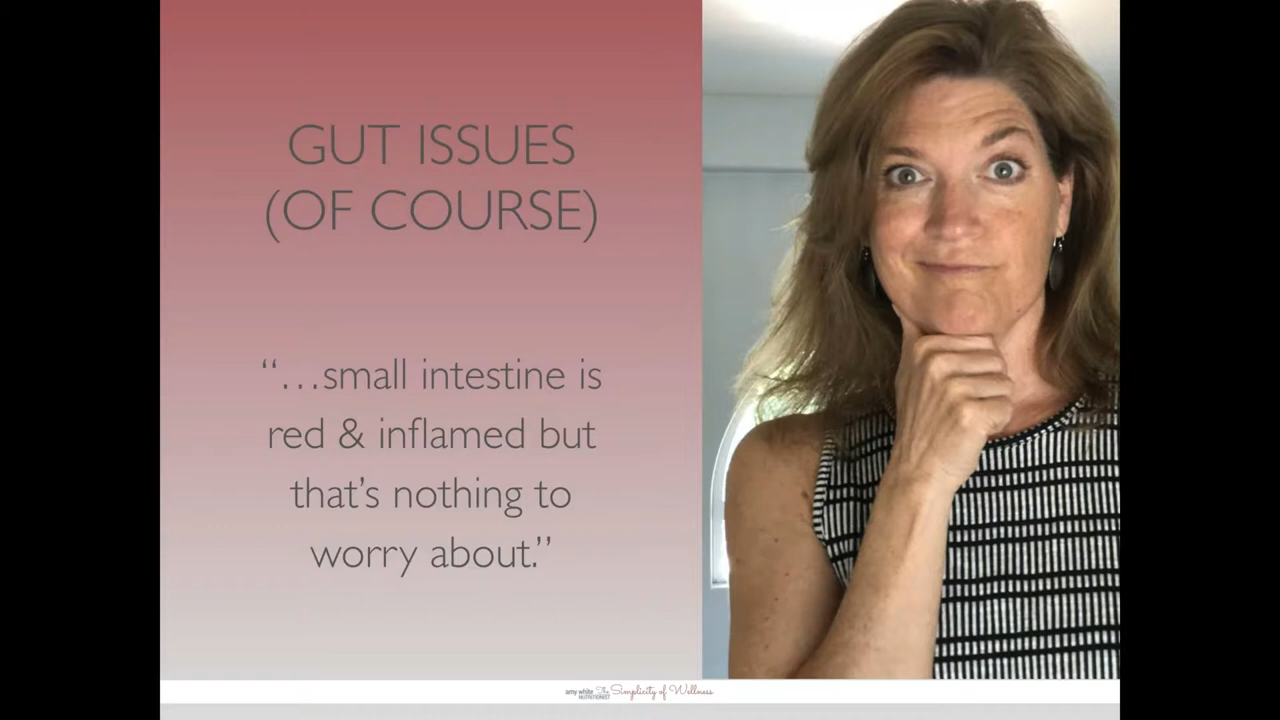 GUT ISSUES
(OF COURSE)
“…small intestine is
red & inflamed but
that’s nothing to
worry about.”
amy white The Simplicity of Wellness
NUTRITIONIST